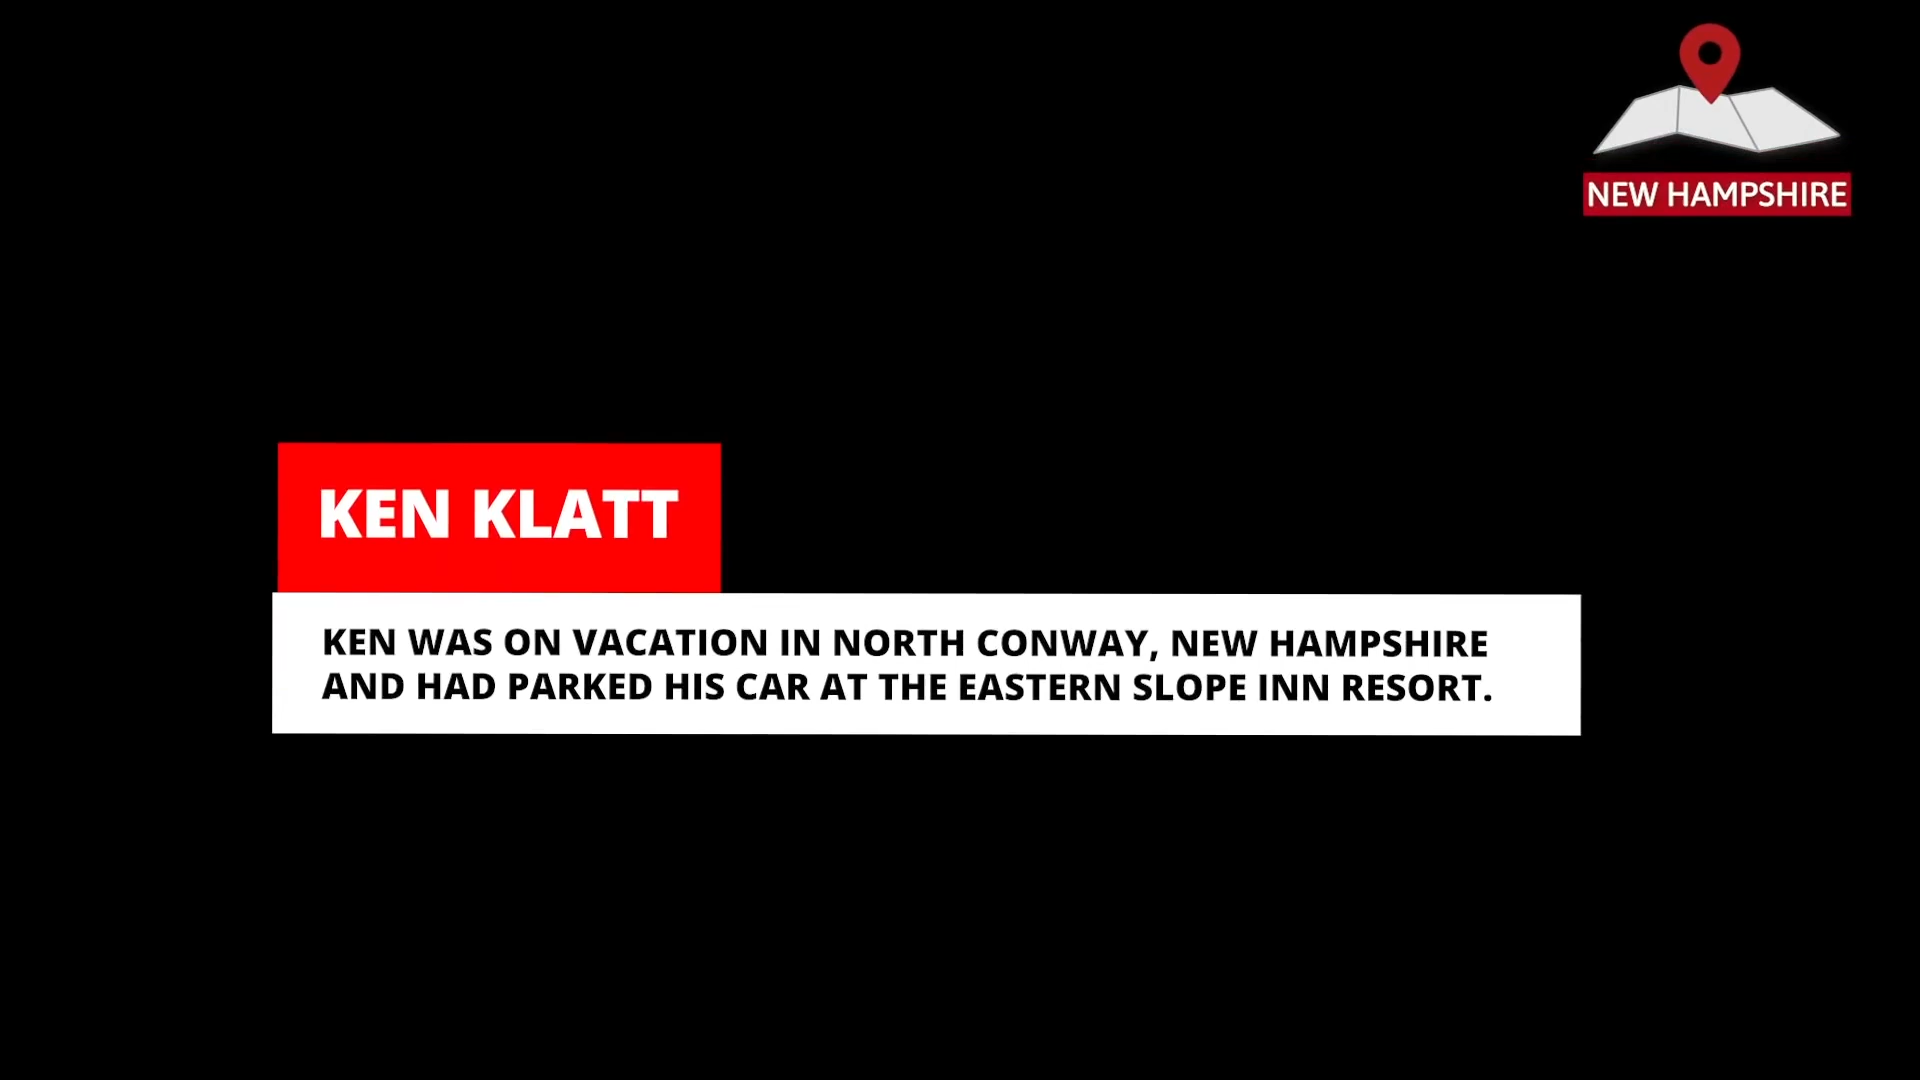 NEW HAMPSHIRE
KEN KLATT
KEN WAS ON VACATION IN NORTH CONWAY, NEW HAMPSHIRE
AND HAD PARKED HIS CAR AT THE EASTERN SLOPE INN RESORT.